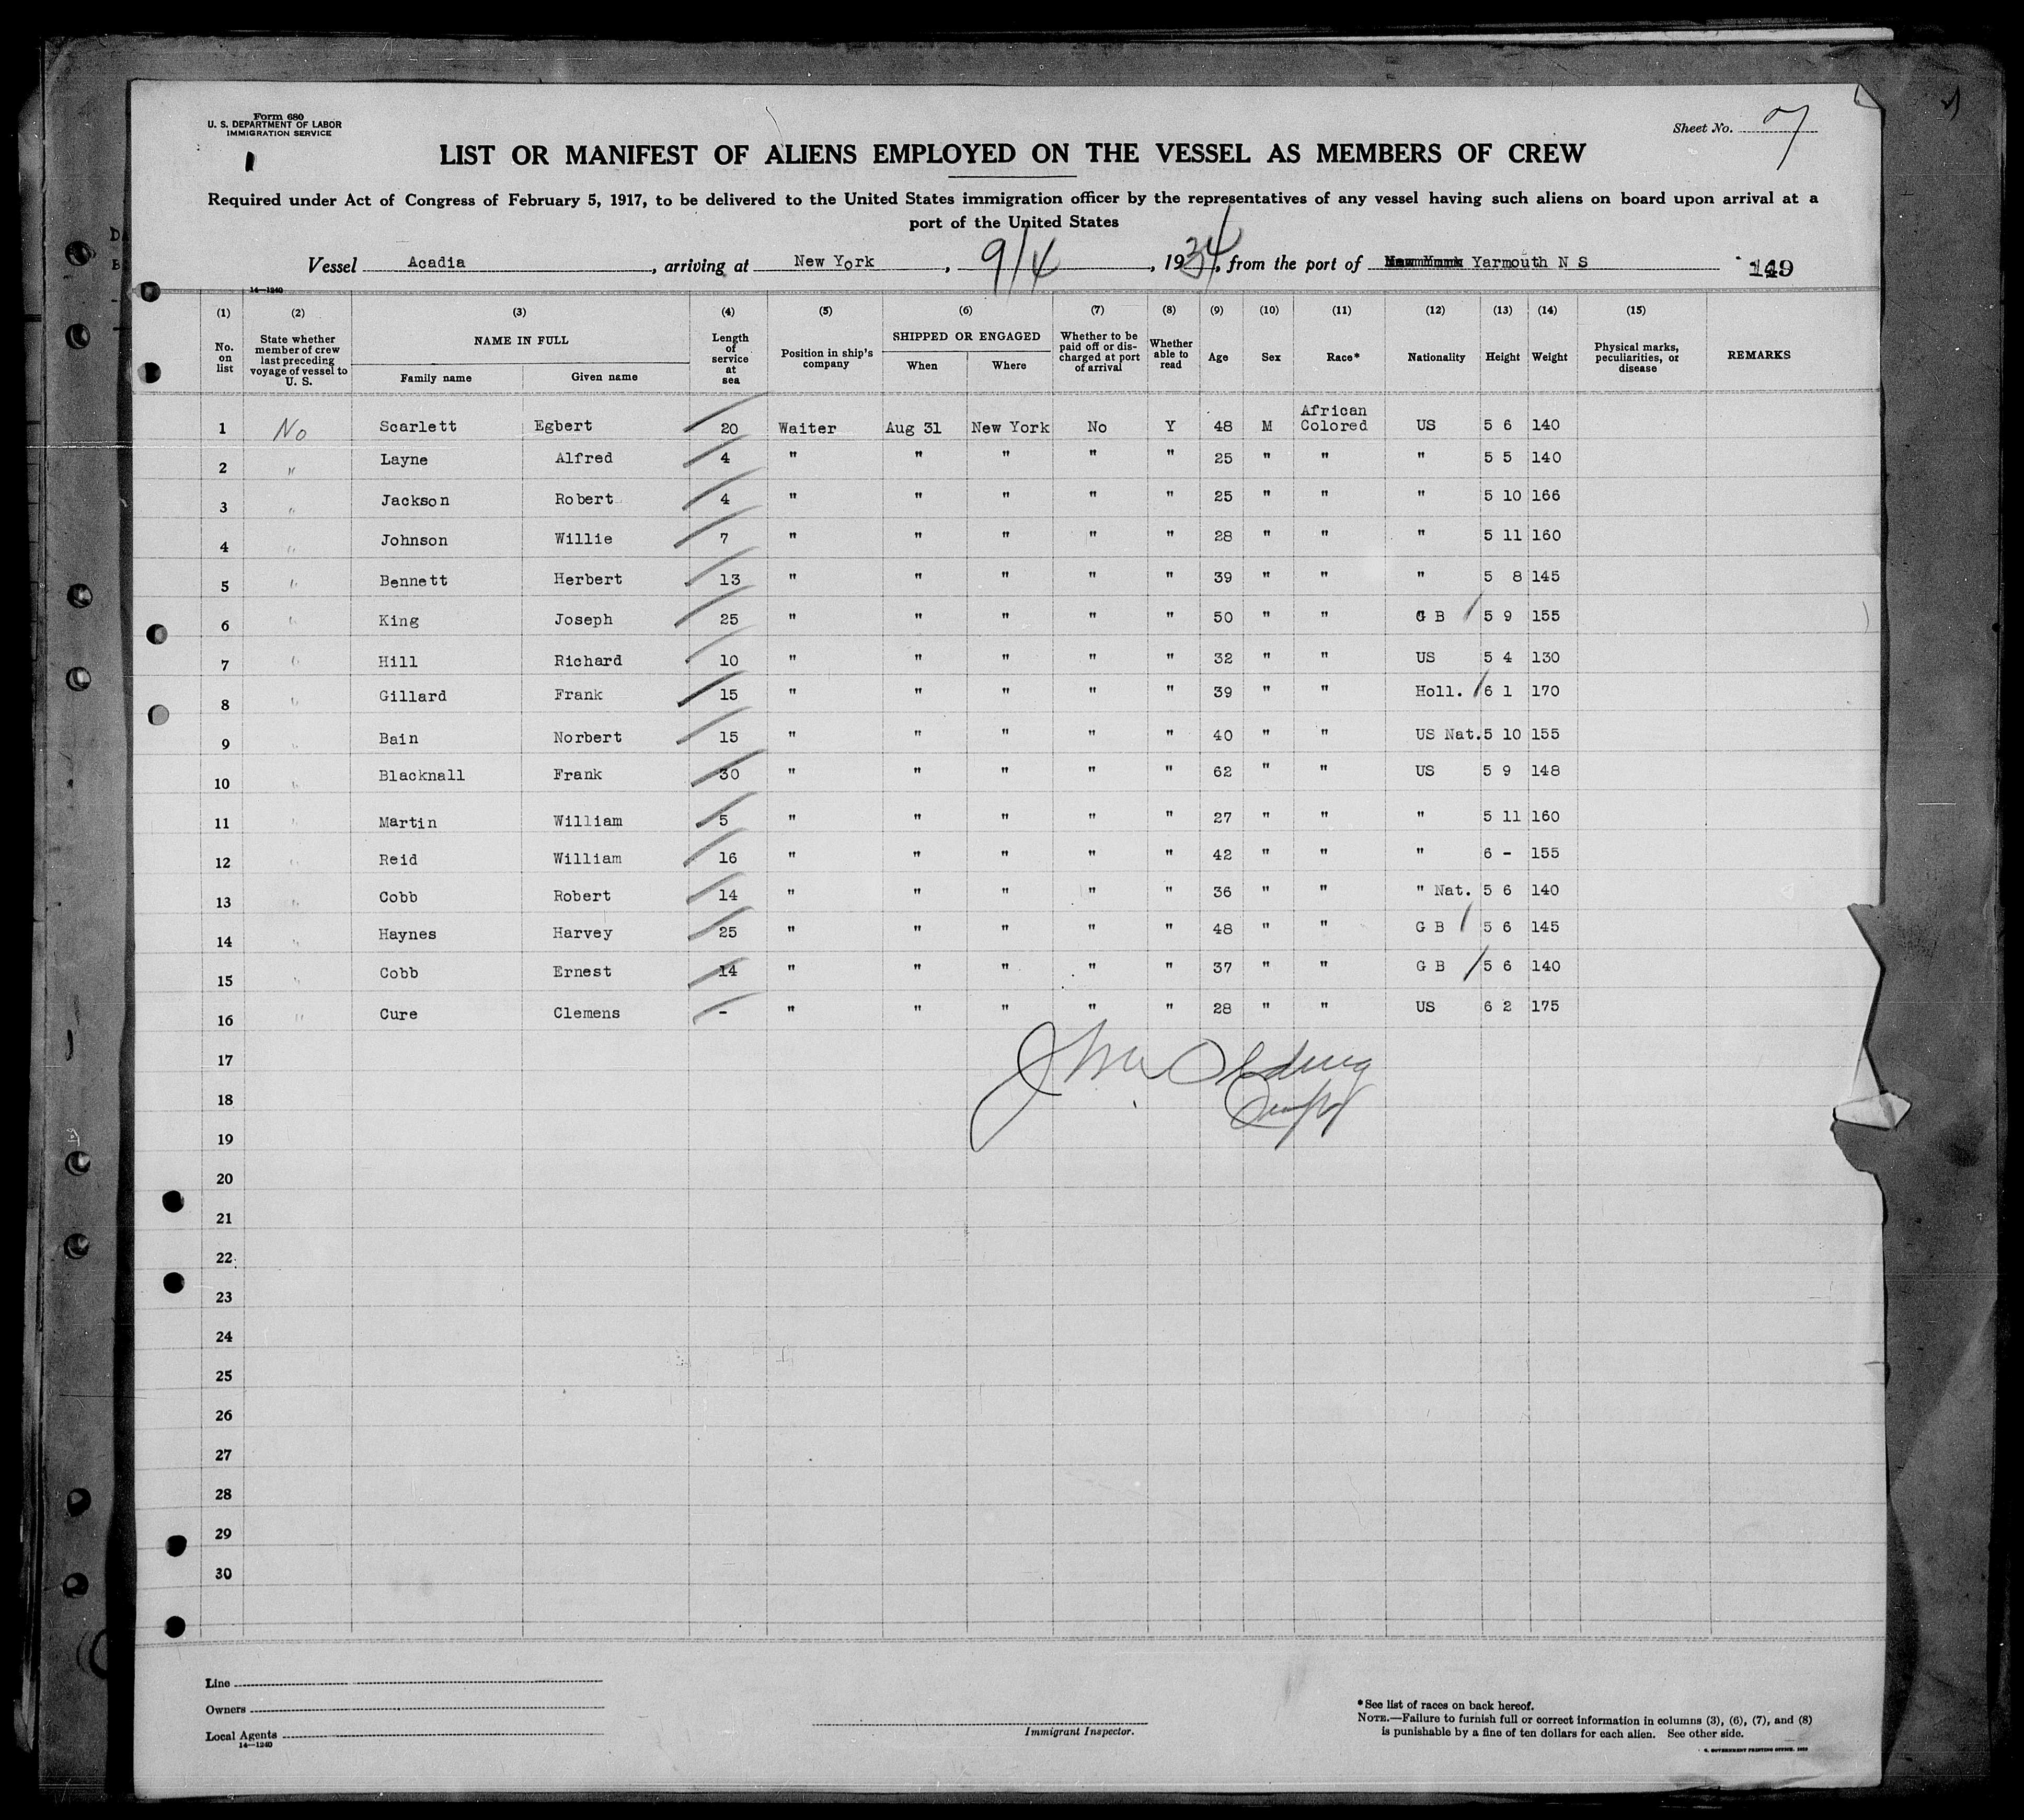 Form 680
U. S. DEPARTMENT OF LABOR
IMMIGRATION SERVICE
Sheet No. 7
LIST OR MANIFEST OF ALIENS EMPLOYED ON THE VESSEL AS MEMBERS OF CREW
Required under Act of Congress of February 5, 1917, to be delivered to the United States immigration officer by the representatives of any vessel having such aliens on board upon arrival at a
port of the United States
Vessel Acadia, arriving at New York, 9/4, 1934, from the port of Yarmouth N S 149
14—1240
(1) (2) (3) (4) (5) (6) (7) (8) (9) (10) (11) (12) (13) (14) (15)
No. on list State whether member of crew last preceding voyage of vessel to U. S. NAME IN FULL Family name Given name Length of service at sea Position in ship's company SHIPPED OR ENGAGED When Where Whether to be paid off or discharged at port of arrival Whether able to read Age Sex Race* Nationality Height Weight Physical marks, peculiarities, or disease REMARKS
1 No Scarlett Egbert 20 Waiter Aug 31 New York No Y 48 M African Colored US 5 6 140
2 " Layne Alfred 4 " " " " " 25 " " " 5 5 140
3 " Jackson Robert 4 " " " " " 25 " " " 5 10 166
4 " Johnson Willie 7 " " " " " 28 " " " 5 11 160
5 " Bennett Herbert 13 " " " " " 39 " " " 5 8 145
6 " King Joseph 25 " " " " " 50 " " G B 5 9 155
7 " Hill Richard 10 " " " " " 32 " " US 5 4 130
8 " Gillard Frank 15 " " " " " 39 " " Holl. 6 1 170
9 " Bain Norbert 15 " " " " " 40 " " US Nat. 5 10 155
10 " Blacknall Frank 30 " " " " " 62 " " US 5 9 148
11 " Martin William 5 " " " " " 27 " " " 5 11 160
12 " Reid William 16 " " " " " 42 " " " 6 - 155
13 " Cobb Robert 14 " " " " " 36 " " " Nat. 5 6 140
14 " Haynes Harvey 25 " " " " " 48 " " G B 5 6 145
15 " Cobb Ernest 14 " " " " " 37 " " G B 5 6 140
16 " Cure Clemens - " " " " " 28 " " US 6 2 175
17
18
19
20
21
22
23
24
25
26
27
28
29
30
Line
Owners
Local Agents
14—1240
Immigrant Inspector.
*See list of races on back hereof.
NOTE.—Failure to furnish full or correct information in columns (3), (6), (7), and (8)
is punishable by a fine of ten dollars for each alien. See other side.
GOVERNMENT PRINTING OFFICE